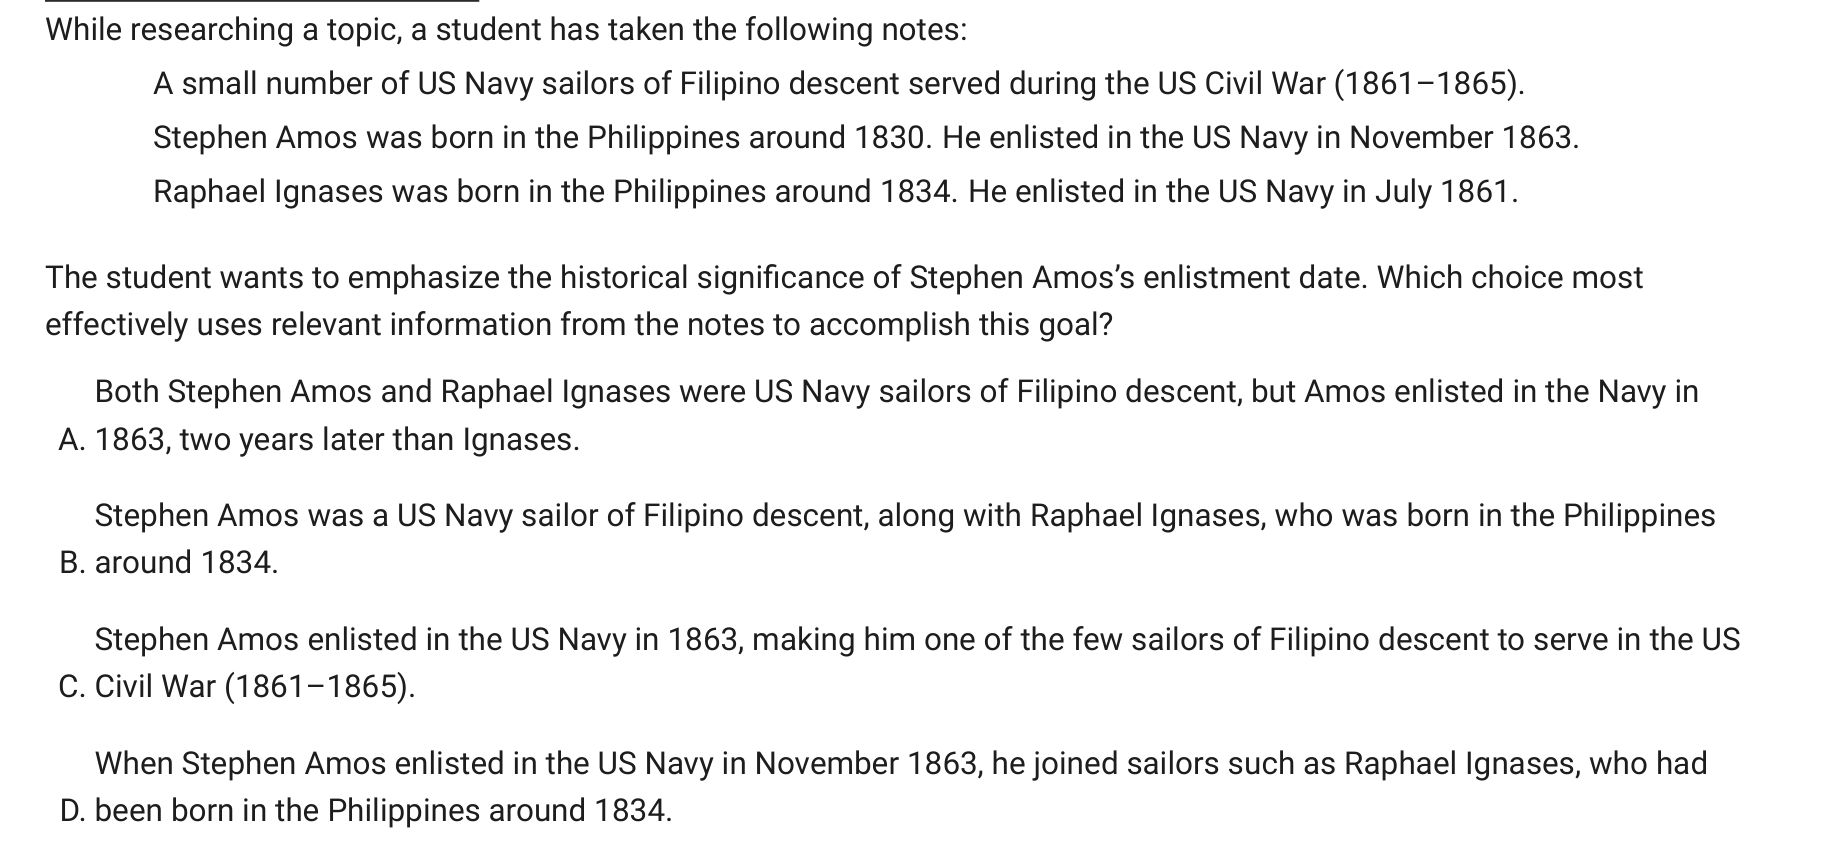 While researching a topic, a student has taken the following notes:
A small number of US Navy sailors of Filipino descent served during the US Civil War (1861–1865).
Stephen Amos was born in the Philippines around 1830. He enlisted in the US Navy in November 1863.
Raphael Ignases was born in the Philippines around 1834. He enlisted in the US Navy in July 1861.
The student wants to emphasize the historical significance of Stephen Amos’s enlistment date. Which choice most
effectively uses relevant information from the notes to accomplish this goal?
Both Stephen Amos and Raphael Ignases were US Navy sailors of Filipino descent, but Amos enlisted in the Navy in
A. 1863, two years later than Ignases.
Stephen Amos was a US Navy sailor of Filipino descent, along with Raphael Ignases, who was born in the Philippines
B. around 1834.
Stephen Amos enlisted in the US Navy in 1863, making him one of the few sailors of Filipino descent to serve in the US
C. Civil War (1861–1865).
When Stephen Amos enlisted in the US Navy in November 1863, he joined sailors such as Raphael Ignases, who had
D. been born in the Philippines around 1834.